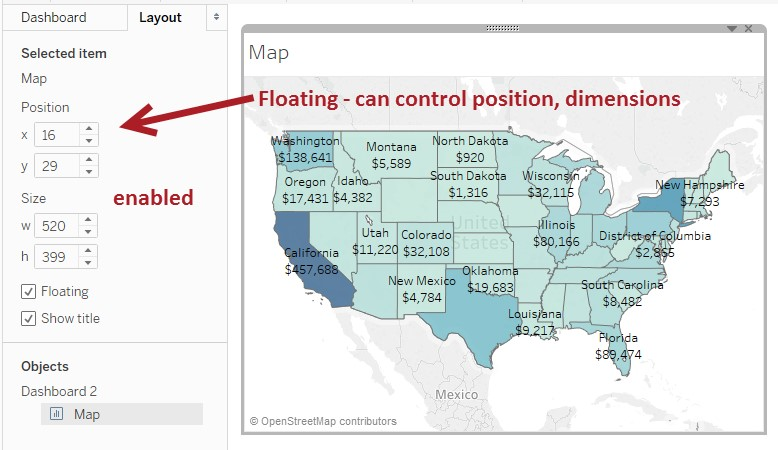 Dashboard Layout
Selected item
Map
Position
x 16
y 29
Size
w 520
h 399
Floating
Show title
Objects
Dashboard 2
Map
enabled
Map
Floating - can control position, dimensions
Washington
$138,641
Montana
$5,589
North Dakota
$920
Oregon
$17,431
Idaho
$4,382
South Dakota
$1,316
Wisconsin
$32,115
New Hampshire
$7,293
United
States
Utah
$11,220
Colorado
$32,108
Illinois
$80,166
District of Columbia
$2,865
California
$457,688
New Mexico
$4,784
Oklahoma
$19,683
South Carolina
$8,482
Louisiana
$9,217
Florida
$89,474
Mexico
© OpenStreetMap contributors